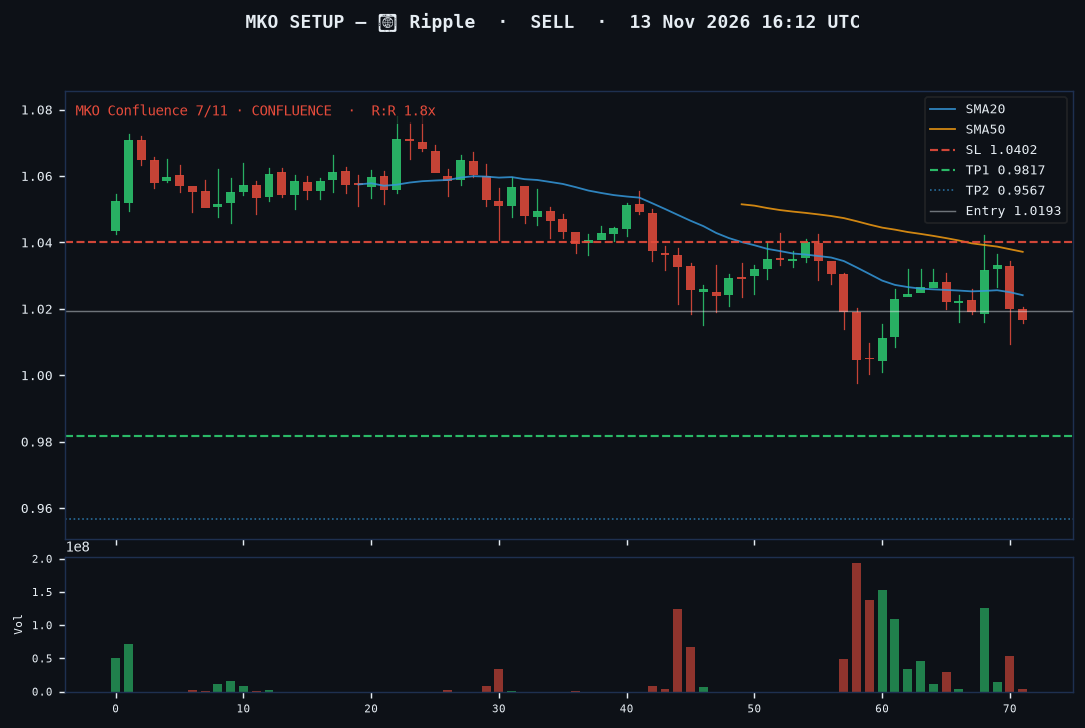 MKO SETUP — Ripple · SELL · 13 Nov 2026 16:12 UTC
MKO Confluence 7/11 · CONFLUENCE · R:R 1.8x
SMA20
SMA50
SL 1.0402
TP1 0.9817
TP2 0.9567
Entry 1.0193
1.08
1.06
1.04
1.02
1.00
0.98
0.96
1e8
2.0
1.5
1.0
0.5
0.0
Vol
0 10 20 30 40 50 60 70